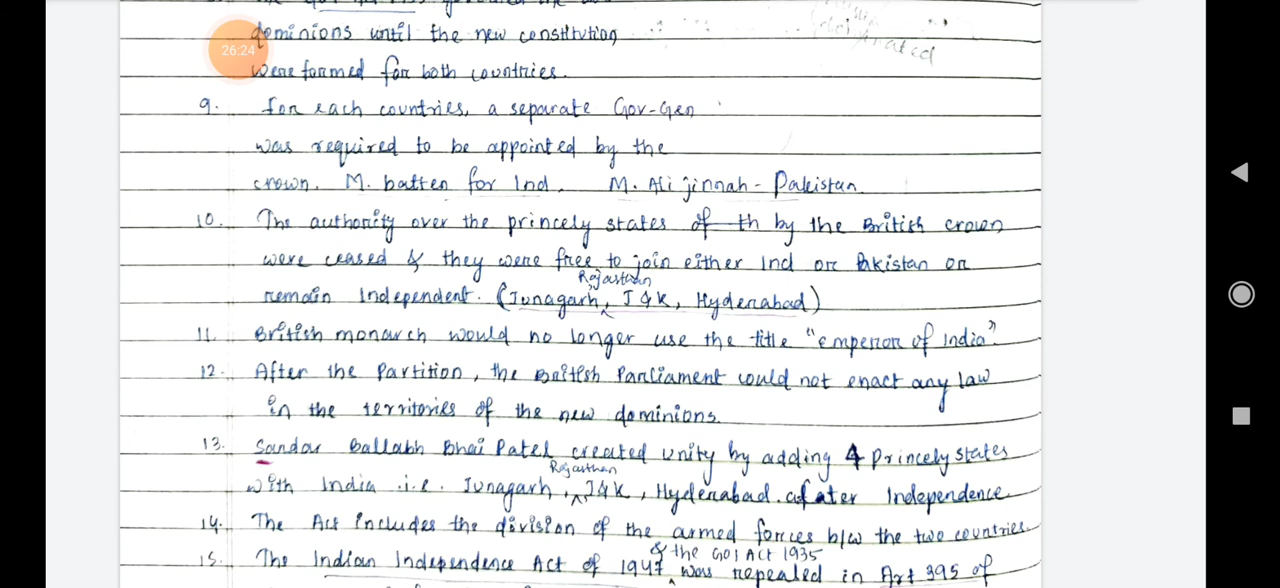 dominions until the new constitution
26:24
were formed for both countries.
9. for each countries, a separate Gov-Gen
was required to be appointed by the
crown. M. batten for Ind. M. Ali jinnah - Pakistan
10. The authority over the princely states of th by the British crown
were ceased & they were free to join either Ind or Pakistan or
Rajasthan
remain Independent. (Junagarh, J&K, Hyderabad)
11. British monarch would no longer use the title "emperor of India"
12. After the Partition, the British Parliament could not enact any law
in the territories of the new dominions.
13. Sardar Ballabh Bhai Patel created unity by adding 4 Princely states
Rajasthan
with India i.e. Junagarh, J&K, Hyderabad after Independence
14. The Act includes the division of the armed forces b/w the two countries.
& the GOI Act 1935
15. The Indian Independence Act of 1947 was repealed in Art 395 of